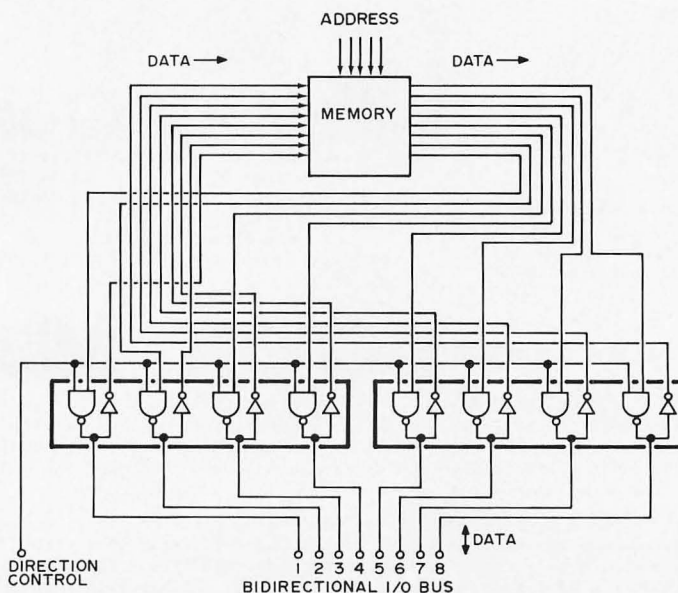 ADDRESS
DATA →
DATA →
MEMORY
DATA
DIRECTION
CONTROL
1 2 3 4 5 6 7 8
BIDIRECTIONAL I/O BUS